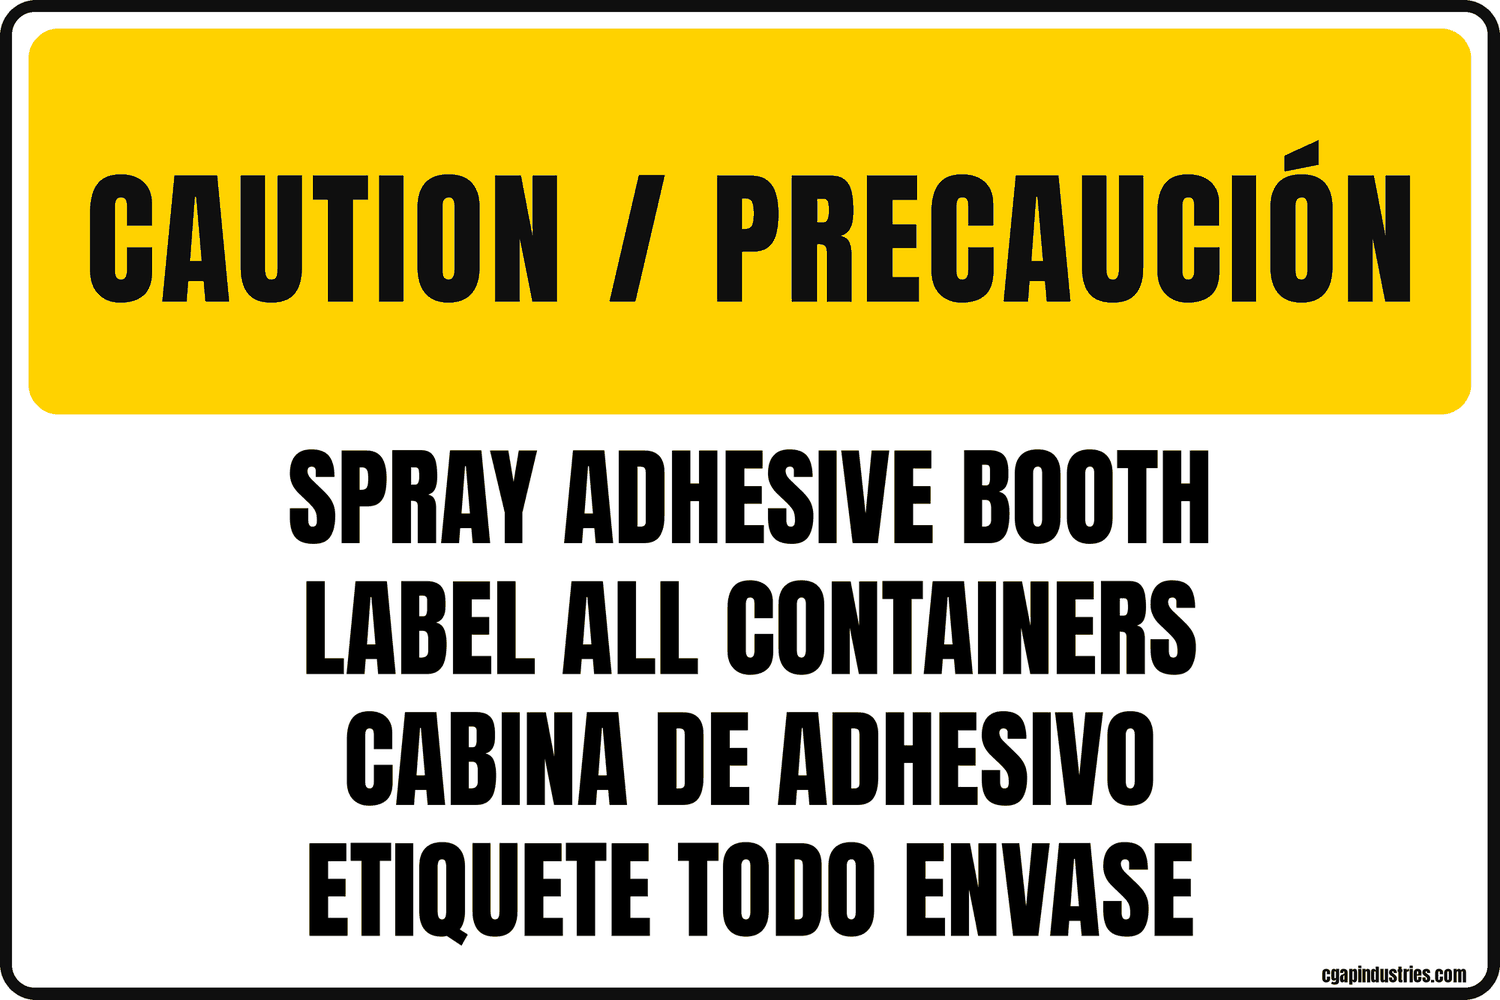 CAUTION / PRECAUCIÓN
SPRAY ADHESIVE BOOTH
LABEL ALL CONTAINERS
CABINA DE ADHESIVO
ETIQUETE TODO ENVASE
cgapindustries.com